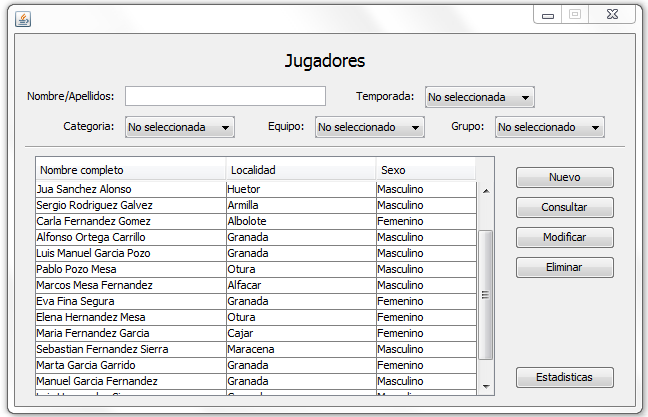 Jugadores
Nombre/Apellidos: Temporada: No seleccionada
Categoria: No seleccionada Equipo: No seleccionado Grupo: No seleccionado
Nombre completo Localidad Sexo
Jua Sanchez Alonso Huetor Masculino
Sergio Rodriguez Galvez Armilla Masculino
Carla Fernandez Gomez Albolote Femenino
Alfonso Ortega Carrillo Granada Masculino
Luis Manuel Garcia Pozo Granada Masculino
Pablo Pozo Mesa Otura Masculino
Marcos Mesa Fernandez Alfacar Masculino
Eva Fina Segura Granada Femenino
Elena Hernandez Mesa Otura Femenino
Maria Fernandez Garcia Cajar Femenino
Sebastian Fernandez Sierra Maracena Masculino
Marta Garcia Garrido Granada Femenino
Manuel Garcia Fernandez Granada Masculino
Nuevo
Consultar
Modificar
Eliminar
Estadisticas